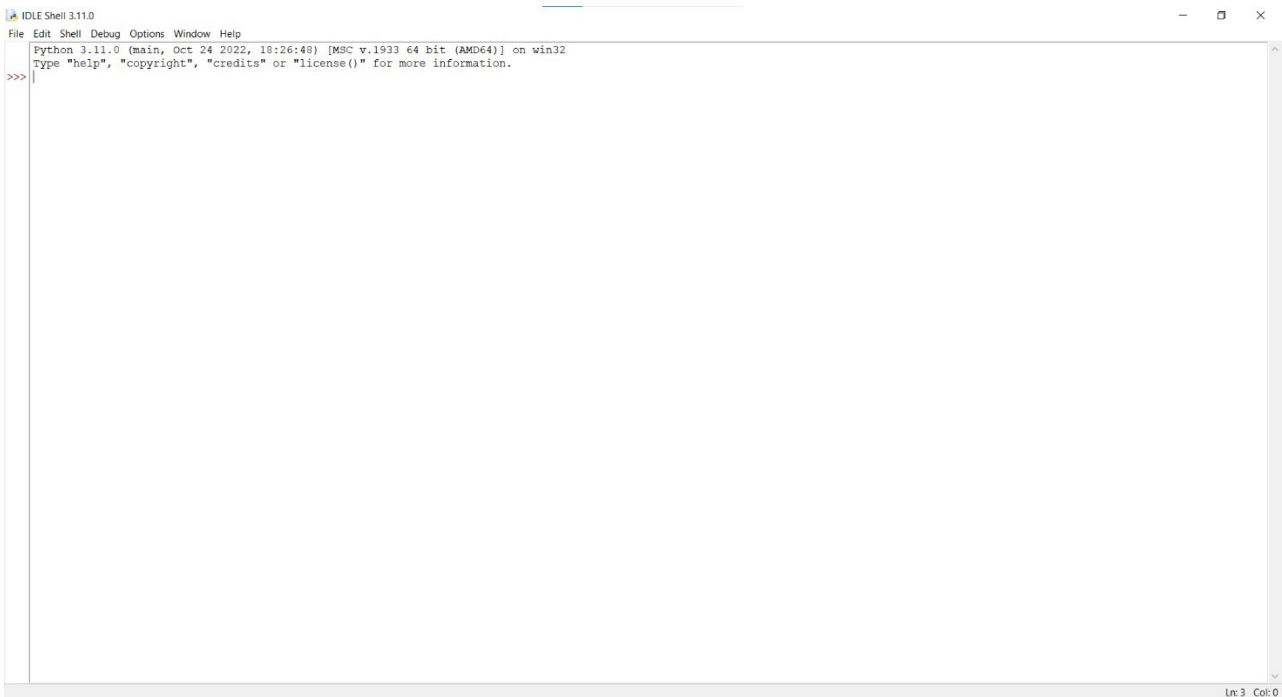 IDLE Shell 3.11.0
File Edit Shell Debug Options Window Help
Python 3.11.0 (main, Oct 24 2022, 18:26:48) [MSC v.1933 64 bit (AMD64)] on win32
Type "help", "copyright", "credits" or "license()" for more information.
>>>
Ln: 3 Col: 0